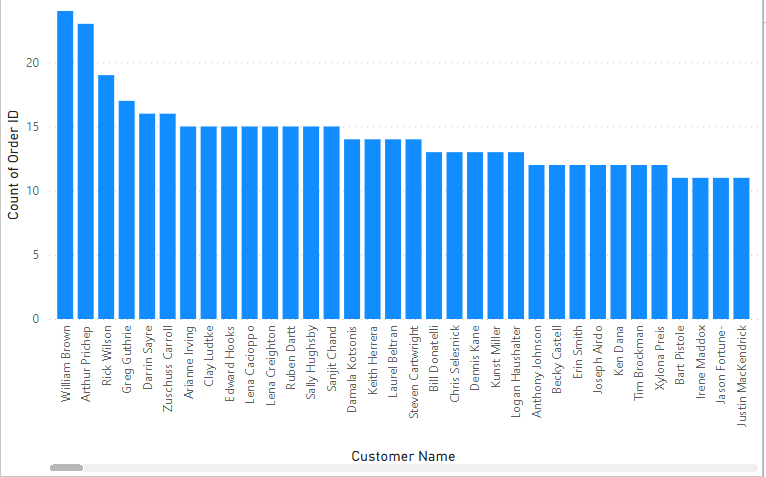 Count of Order ID
20
15
10
5
0
William Brown
Arthur Prichep
Rick Wilson
Greg Guthrie
Darrin Sayre
Zuschuss Carroll
Arianne Irving
Clay Ludtke
Edward Hooks
Lena Cacioppo
Lena Creighton
Ruben Dartt
Sally Hughsby
Sanjit Chand
Damala Kotsonis
Keith Herrera
Laurel Beltran
Steven Cartwright
Bill Donatelli
Chris Selesnick
Dennis Kane
Kunst Miller
Logan Haushalter
Anthony Johnson
Becky Castell
Erin Smith
Joseph Airdo
Ken Dana
Tim Brockman
Xylona Preis
Bart Pistole
Irene Maddox
Jason Fortune-
Justin MacKendrick
Customer Name